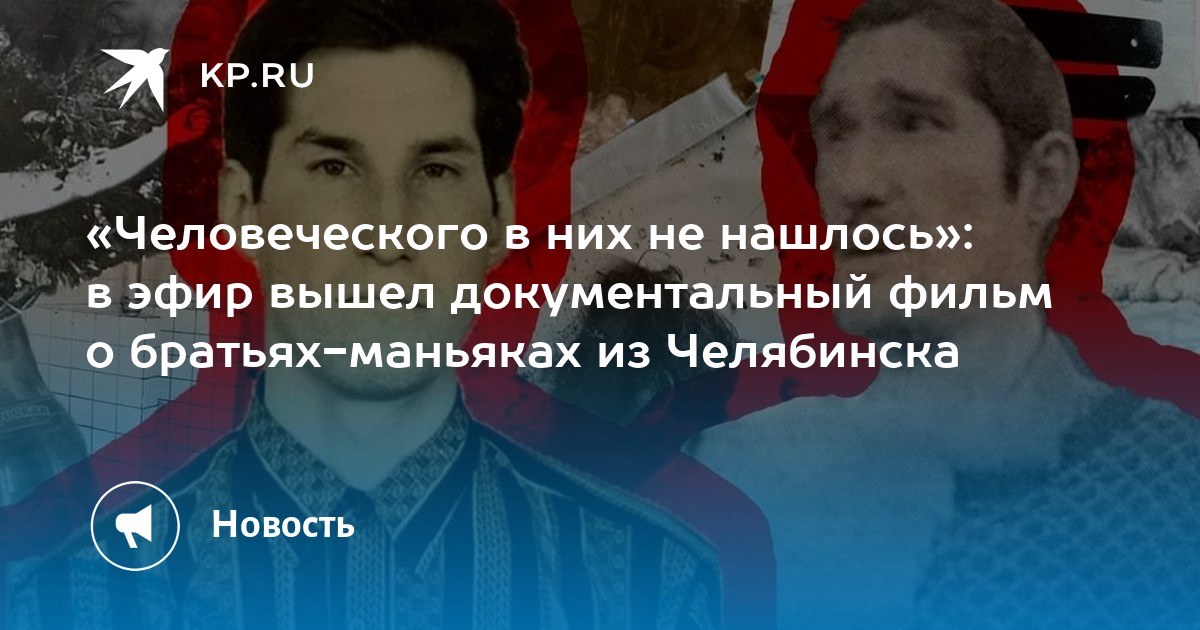 KP.RU
«Человеческого в них не нашлось»:
в эфир вышел документальный фильм
о братьях-маньяках из Челябинска
Новость